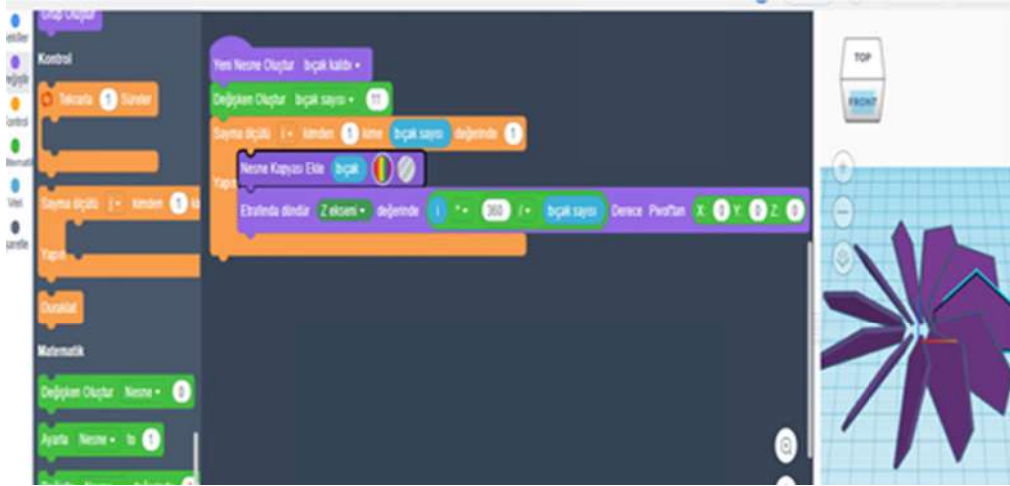 Grup Oluştur
Kontrol
Tekrarla 1 Süreler
Sayma ölçütü j kimden 1
Yapın
Duraklat
Matematik
Değişken Oluştur Nesne 0
Ayarla Nesne to 1
Yeni Nesne Oluştur bıçak kalıbı
Değişken Oluştur bıçak sayısı 11
Sayma ölçütü i kimden 1 kime bıçak sayısı değerinde 1
Yapın
Nesne Kopyası Ekle bıçak
Etrafında döndür Z ekseni değerinde i * 360 / bıçak sayısı Derece Pivot'tan X: 0 Y: 0 Z: 0
TOP
FRONT